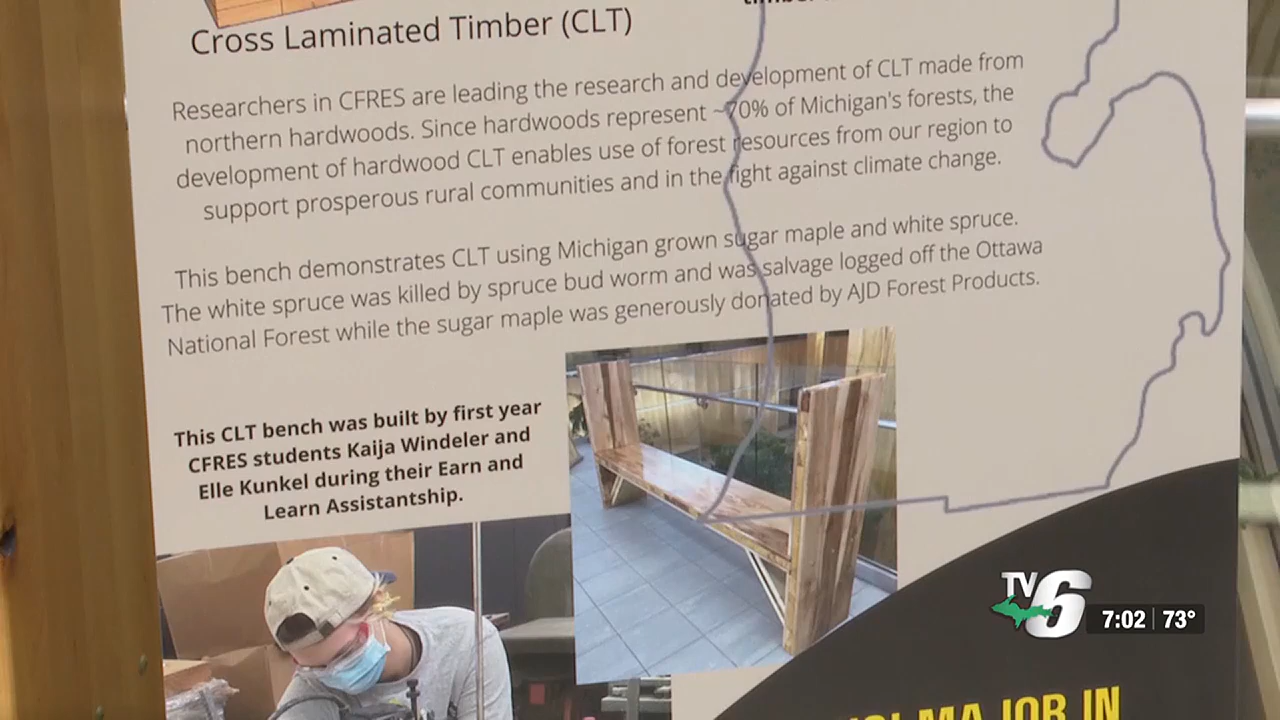 Cross Laminated Timber (CLT)
Researchers in CFRES are leading the research and development of CLT made from
northern hardwoods. Since hardwoods represent ~70% of Michigan's forests, the
development of hardwood CLT enables use of forest resources from our region to
support prosperous rural communities and in the fight against climate change.
This bench demonstrates CLT using Michigan grown sugar maple and white spruce.
The white spruce was killed by spruce bud worm and was salvage logged off the Ottawa
National Forest while the sugar maple was generously donated by AJD Forest Products.
This CLT bench was built by first year
CFRES students Kaija Windeler and
Elle Kunkel during their Earn and
Learn Assistantship.
TV6
7:02 73°
MAJOR IN